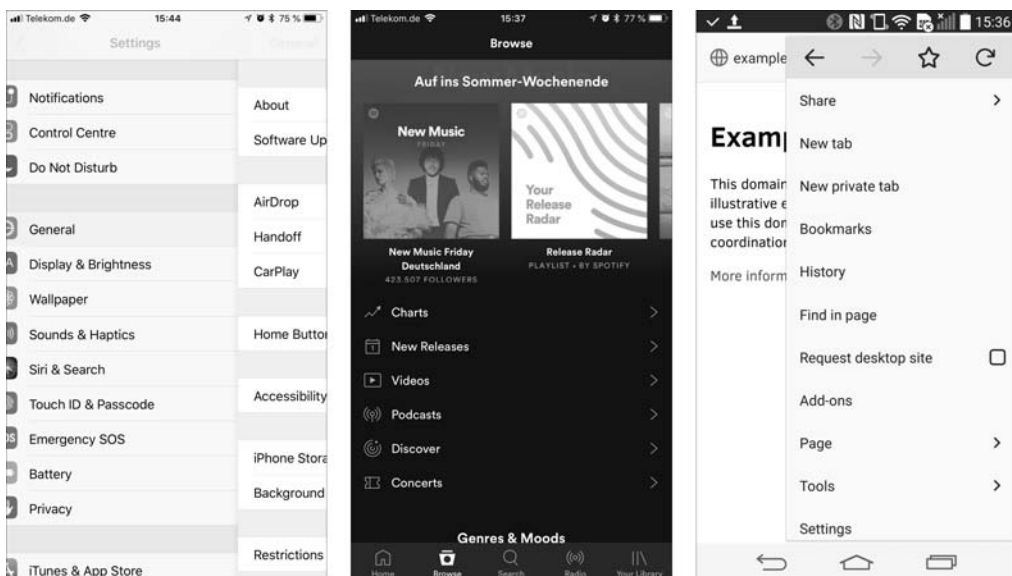 Telekom.de
15:44
75 %
Settings
General
Notifications
Control Centre
Do Not Disturb
General
Display & Brightness
Wallpaper
Sounds & Haptics
Siri & Search
Touch ID & Passcode
Emergency SOS
Battery
Privacy
iTunes & App Store
About
Software Up
AirDrop
Handoff
CarPlay
Home Button
Accessibility
iPhone Stora
Background
Restrictions
Telekom.de
15:37
77 %
Browse
Auf ins Sommer-Wochenende
New Music
FRIDAY
New Music Friday
Deutschland
423.507 FOLLOWERS
Your
Release
Radar
Release Radar
PLAYLIST • BY SPOTIFY
Charts
New Releases
Videos
Podcasts
Discover
Concerts
Genres & Moods
Home
Browse
Search
Radio
Your Library
15:36
example
Exam
This domain
illustrative e
use this dom
coordination
More inform
Share
New tab
New private tab
Bookmarks
History
Find in page
Request desktop site
Add-ons
Page
Tools
Settings